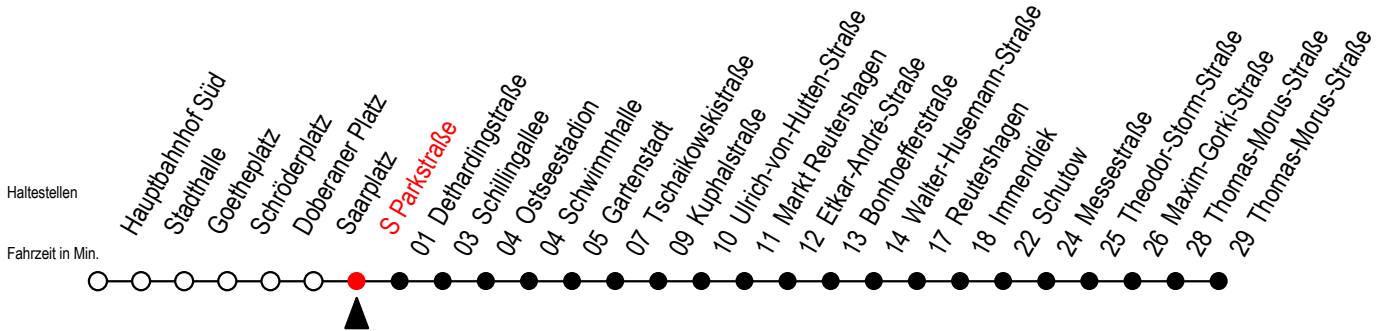 Haltestellen
Fahrzeit in Min.
Hauptbahnhof Süd
Stadthalle
Goetheplatz
Schröderplatz
Doberaner Platz
Saarplatz
S Parkstraße
01 Dethardingstraße
03 Schillingallee
04 Ostseestadion
04 Schwimmhalle
05 Gartenstadt
07 Tschaikowskistraße
09 Kuphalstraße
10 Ulrich-von-Hutten-Straße
11 Markt Reutershagen
12 Etkar-André-Straße
13 Bonhoefferstraße
14 Walter-Husemann-Straße
17 Reutershagen
18 Immendiek
22 Schutow
24 Messestraße
25 Theodor-Storm-Straße
26 Maxim-Gorki-Straße
28 Thomas-Morus-Straße
29 Thomas-Morus-Straße